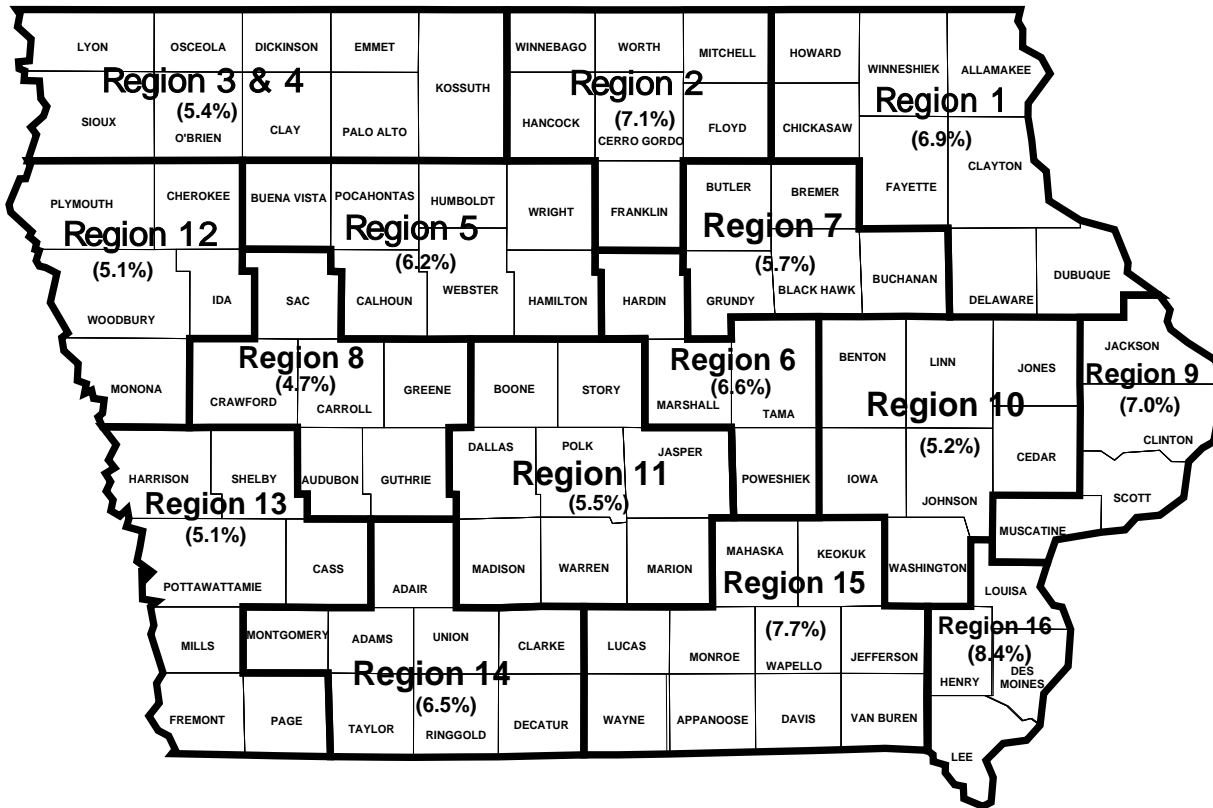 LYON
OSCEOLA
DICKINSON
EMMET
KOSSUTH
WINNEBAGO
WORTH
MITCHELL
HOWARD
WINNESHIEK
ALLAMAKEE
Region 3 & 4
(5.4%)
Region 2
(7.1%)
Region 1
(6.9%)
SIOUX
O'BRIEN
CLAY
PALO ALTO
HANCOCK
CERRO GORDO
FLOYD
CHICKASAW
FAYETTE
CLAYTON
PLYMOUTH
CHEROKEE
BUENA VISTA
POCAHONTAS
HUMBOLDT
WRIGHT
FRANKLIN
BUTLER
BREMER
Region 12
(5.1%)
Region 5
(6.2%)
Region 7
(5.7%)
WOODBURY
IDA
SAC
CALHOUN
WEBSTER
HAMILTON
HARDIN
GRUNDY
BLACK HAWK
BUCHANAN
DELAWARE
DUBUQUE
MONONA
Region 8
(4.7%)
CRAWFORD
CARROLL
GREENE
BOONE
STORY
Region 6
(6.6%)
MARSHALL
TAMA
BENTON
LINN
JONES
JACKSON
Region 10
(5.2%)
Region 9
(7.0%)
HARRISON
SHELBY
AUDUBON
GUTHRIE
DALLAS
POLK
JASPER
POWESHIEK
IOWA
JOHNSON
CEDAR
CLINTON
SCOTT
MUSCATINE
Region 13
(5.1%)
Region 11
(5.5%)
POTTAWATTAMIE
CASS
ADAIR
MADISON
WARREN
MARION
MAHASKA
KEOKUK
WASHINGTON
LOUISA
Region 15
(7.7%)
Region 16
(8.4%)
MILLS
MONTGOMERY
ADAMS
UNION
CLARKE
LUCAS
MONROE
WAPELLO
JEFFERSON
HENRY
DES
MOINES
Region 14
(6.5%)
FREMONT
PAGE
TAYLOR
RINGGOLD
DECATUR
WAYNE
APPANOOSE
DAVIS
VAN BUREN
LEE